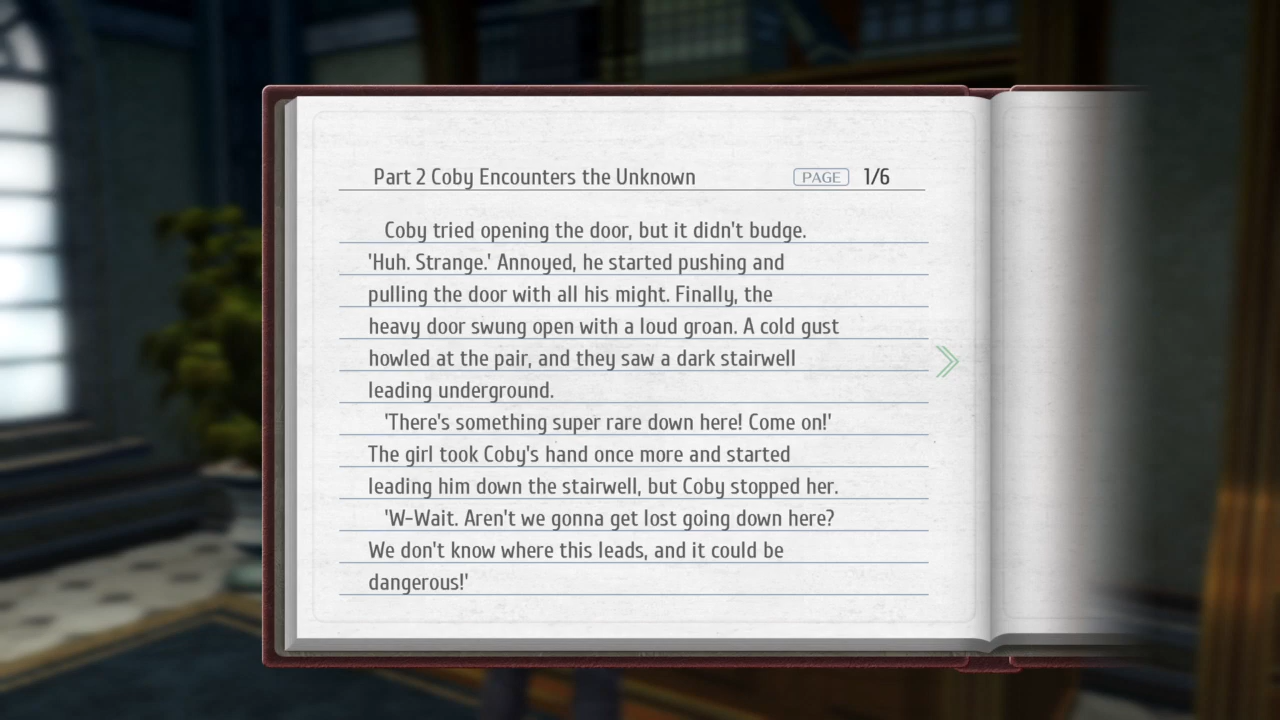 Part 2 Coby Encounters the Unknown PAGE 1/6
Coby tried opening the door, but it didn't budge.
'Huh. Strange.' Annoyed, he started pushing and
pulling the door with all his might. Finally, the
heavy door swung open with a loud groan. A cold gust
howled at the pair, and they saw a dark stairwell
leading underground.
'There's something super rare down here! Come on!'
The girl took Coby's hand once more and started
leading him down the stairwell, but Coby stopped her.
'W-Wait. Aren't we gonna get lost going down here?
We don't know where this leads, and it could be
dangerous!'